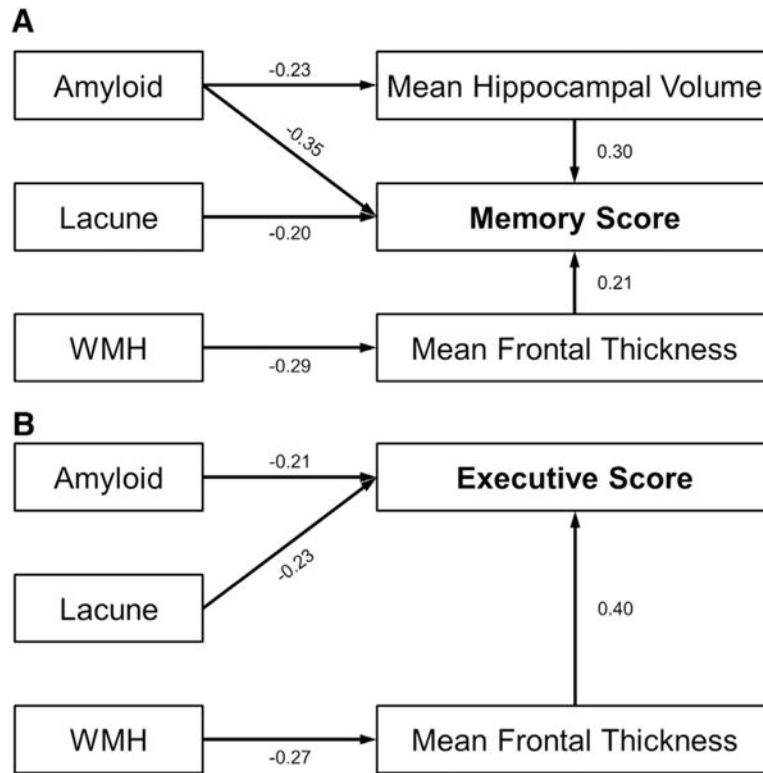 A
Amyloid
-0.23
Mean Hippocampal Volume
-0.35
0.30
Lacune
-0.20
Memory Score
0.21
WMH
-0.29
Mean Frontal Thickness
B
Amyloid
-0.21
Executive Score
-0.23
Lacune
0.40
WMH
-0.27
Mean Frontal Thickness